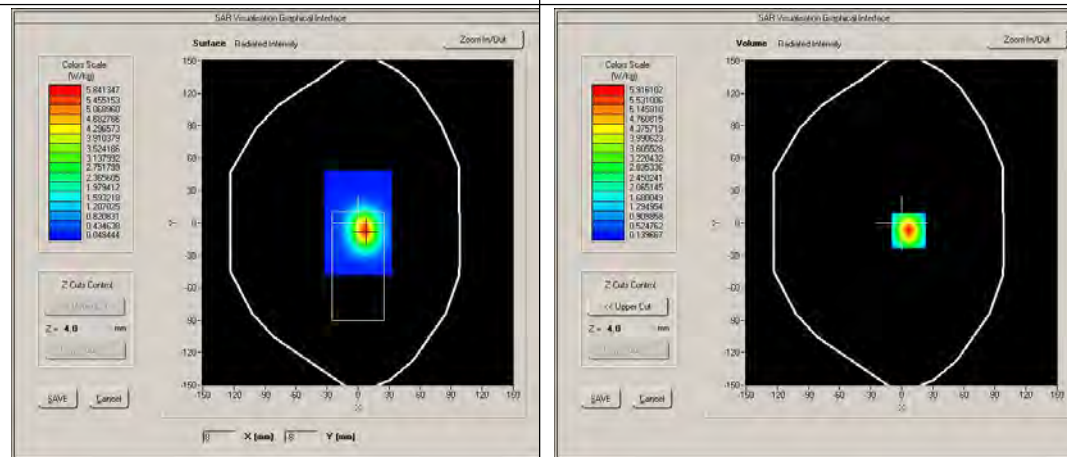 SAR Visualisation Graphical Interface
Surface Radiated Intensity
Zoom In/Out
Colors Scale
(W/kg)
5.841347
5.455153
5.068960
4.682766
4.296573
3.910379
3.524186
3.137992
2.751799
2.365605
1.979412
1.593218
1.207025
0.820831
0.434638
0.048444
150
120
90
60
30
0
-30
-60
-90
-120
-150
Y
-150 -120 -90 -60 -30 0 30 60 90 120 150
X
Z Cuts Control
Z = 4.0 mm
SAVE Cancel
X (mm) Y (mm)
SAR Visualisation Graphical Interface
Volume Radiated Intensity
Zoom In/Out
Colors Scale
(W/kg)
5.916102
5.531006
5.145910
4.760815
4.375719
3.990623
3.605528
3.220432
2.835336
2.450241
2.065145
1.680049
1.294954
0.909858
0.524762
0.139667
150
120
90
60
30
0
-30
-60
-90
-120
-150
Y
-150 -120 -90 -60 -30 0 30 60 90 120 150
X
Z Cuts Control
<< Upper Cut
Z = 4.0 mm
SAVE Cancel